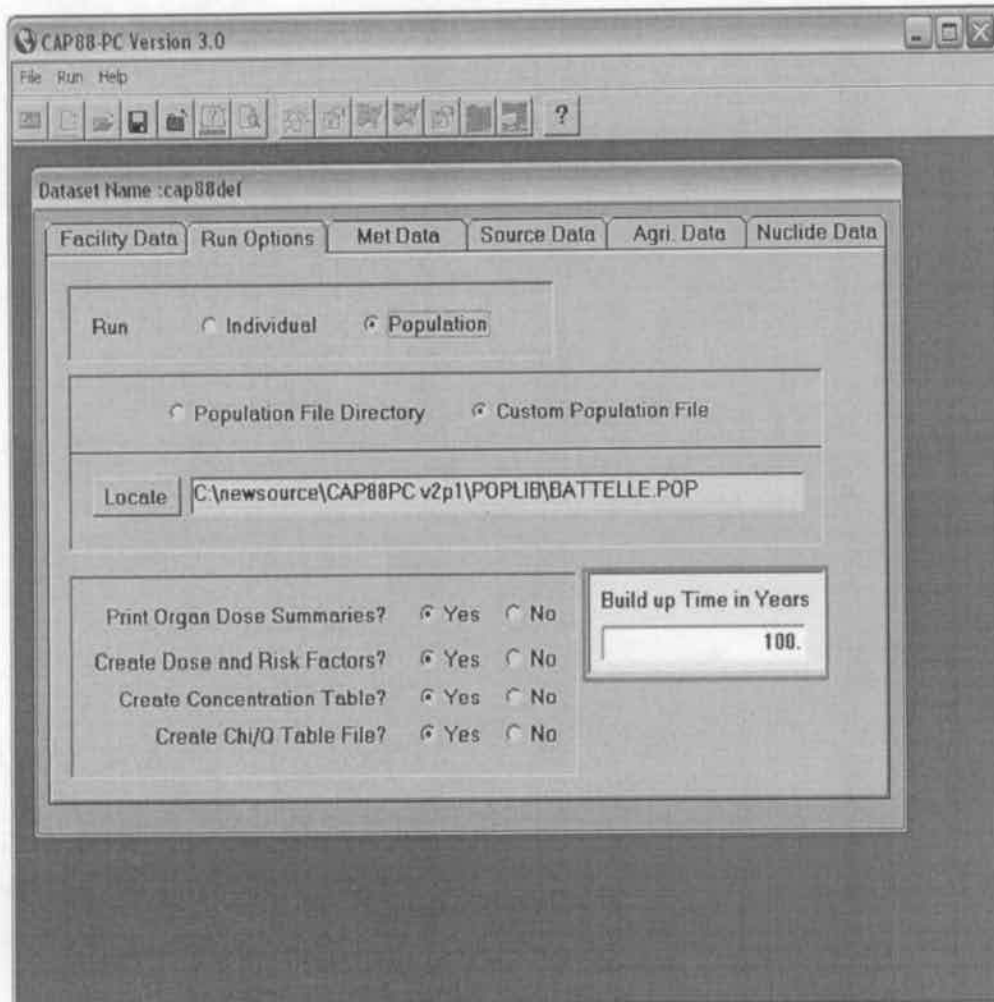 CAP88-PC Version 3.0
File Run Help
?
Dataset Name :cap88def
Facility Data Run Options Met Data Source Data Agri. Data Nuclide Data
Run Individual Population
Population File Directory Custom Population File
Locate C:\newsource\CAP88PC v2p1\POPLIB\BATTELLE.POP
Print Organ Dose Summaries? Yes No
Create Dose and Risk Factors? Yes No
Create Concentration Table? Yes No
Create Chi/Q Table File? Yes No
Build up Time in Years
100.